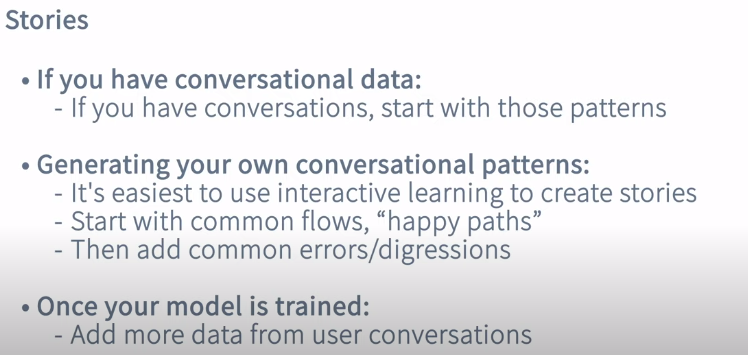 Stories
• If you have conversational data:
- If you have conversations, start with those patterns
• Generating your own conversational patterns:
- It's easiest to use interactive learning to create stories
- Start with common flows, “happy paths”
- Then add common errors/digressions
• Once your model is trained:
- Add more data from user conversations